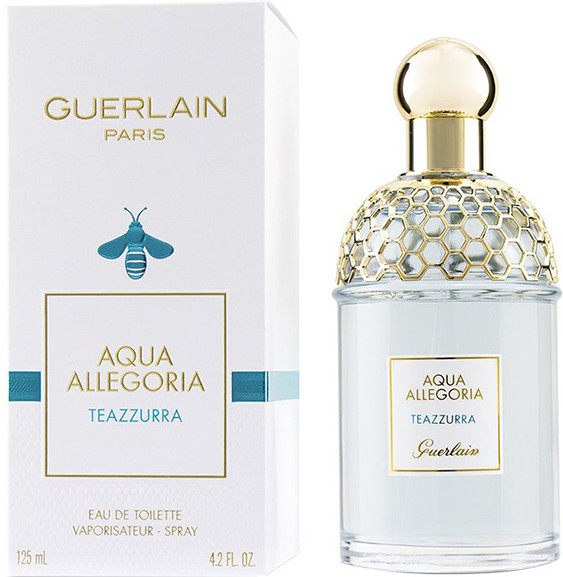 GUERLAIN
PARIS
AQUA
ALLEGORIA
TEAZZURRA
EAU DE TOILETTE
VAPORISATEUR - SPRAY
125 mL 4.2 FL. OZ.
AQUA
ALLEGORIA
TEAZZURRA
Guerlain